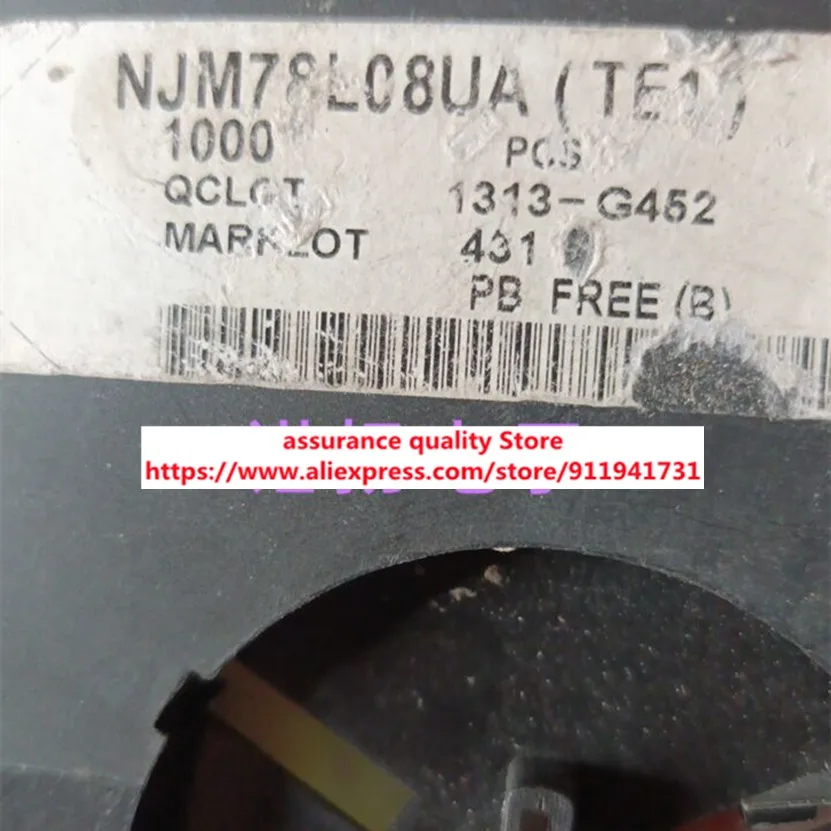 NJM78L08UA (TE1)
1000 PCS
QCLOT 1313-G452
MARKLOT 431
PB FREE (B)
assurance quality Store
https://www.aliexpress.com/store/911941731